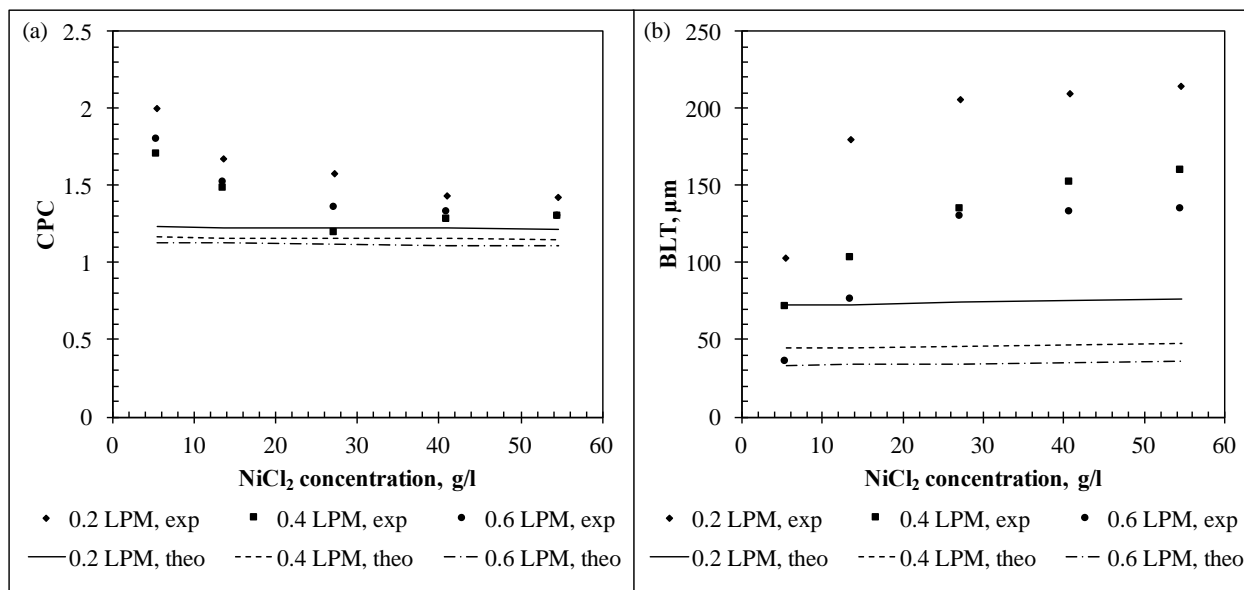 (a)
2.5
2
1.5
1
0.5
0
CPC
0 10 20 30 40 50 60
NiCl₂ concentration, g/l
0.2 LPM, exp 0.4 LPM, exp 0.6 LPM, exp
0.2 LPM, theo 0.4 LPM, theo 0.6 LPM, theo
(b)
250
200
150
100
50
0
BLT, μm
0 10 20 30 40 50 60
NiCl₂ concentration, g/l
0.2 LPM, exp 0.4 LPM, exp 0.6 LPM, exp
0.2 LPM, theo 0.4 LPM, theo 0.6 LPM, theo